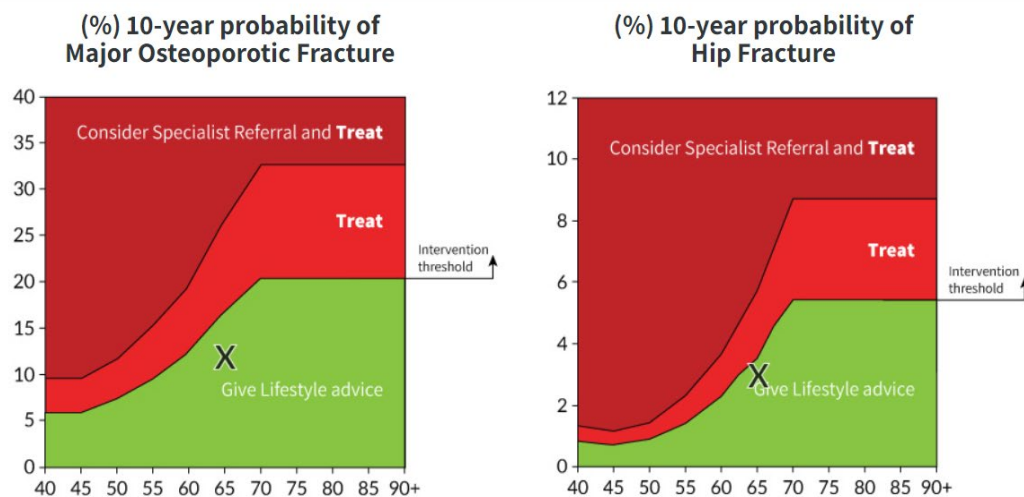 (%) 10-year probability of
Major Osteoporotic Fracture
40
35
30
25
20
15
10
5
0
Consider Specialist Referral and Treat
Treat
Intervention
threshold
X
Give Lifestyle advice
40 45 50 55 60 65 70 75 80 85 90+
(%) 10-year probability of
Hip Fracture
12
10
8
6
4
2
0
Consider Specialist Referral and Treat
Treat
Intervention
threshold
X
Give Lifestyle advice
40 45 50 55 60 65 70 75 80 85 90+